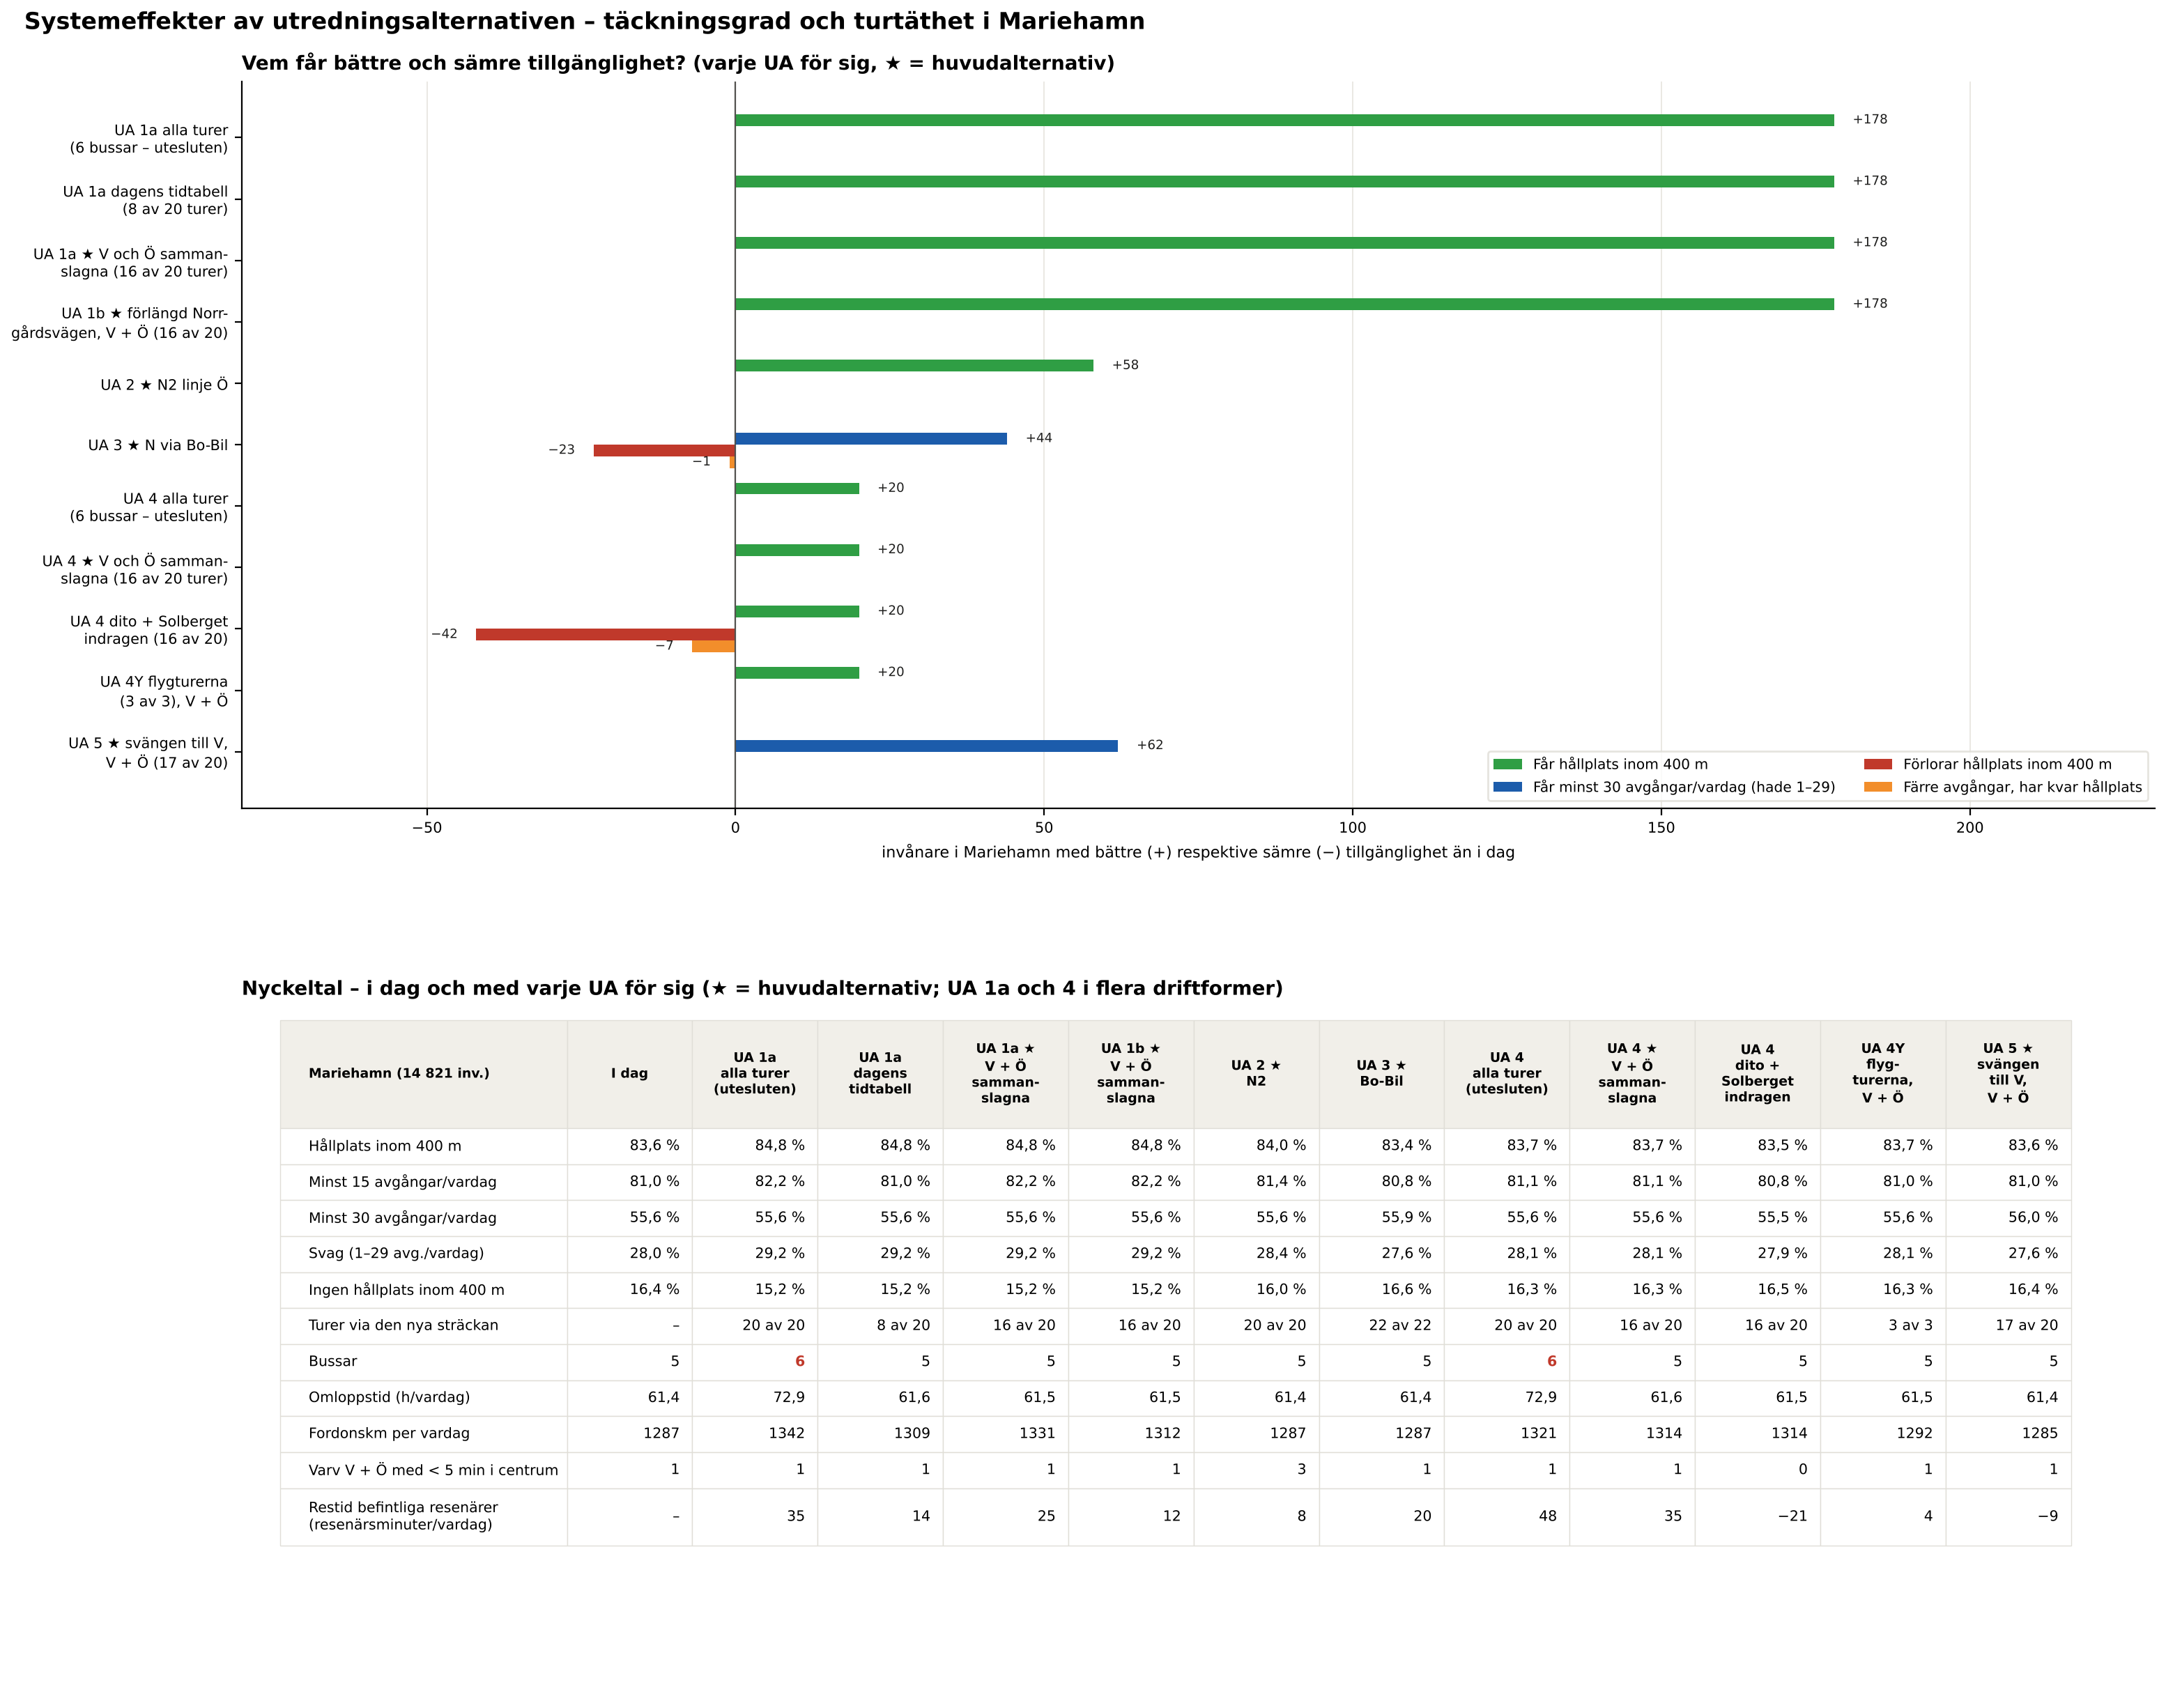 Systemeffekter av utredningsalternativen – täckningsgrad och turtäthet i Mariehamn
Vem får bättre och sämre tillgänglighet? (varje UA för sig, ★ = huvudalternativ)
UA 1a alla turer
(6 bussar – utesluten)
+178
UA 1a dagens tidtabell
(8 av 20 turer)
+178
UA 1a ★ V och Ö samman-
slagna (16 av 20 turer)
+178
UA 1b ★ förlängd Norr-
gårdsvägen, V + Ö (16 av 20)
+178
UA 2 ★ N2 linje Ö
+58
UA 3 ★ N via Bo-Bil
+44
−23
−1
UA 4 alla turer
(6 bussar – utesluten)
+20
UA 4 ★ V och Ö samman-
slagna (16 av 20 turer)
+20
UA 4 dito + Solberget
indragen (16 av 20)
+20
−42
−7
UA 4Y flygturerna
(3 av 3), V + Ö
+20
UA 5 ★ svängen till V,
V + Ö (17 av 20)
+62
Får hållplats inom 400 m
Får minst 30 avgångar/vardag (hade 1–29)
Förlorar hållplats inom 400 m
Färre avgångar, har kvar hållplats
−50 0 50 100 150 200
invånare i Mariehamn med bättre (+) respektive sämre (−) tillgänglighet än i dag
Nyckeltal – i dag och med varje UA för sig (★ = huvudalternativ; UA 1a och 4 i flera driftformer)
Mariehamn (14 821 inv.)
I dag
UA 1a
alla turer
(utesluten)
UA 1a
dagens
tidtabell
UA 1a ★
V + Ö
samman-
slagna
UA 1b ★
V + Ö
samman-
slagna
UA 2 ★
N2
UA 3 ★
Bo-Bil
UA 4
alla turer
(utesluten)
UA 4 ★
V + Ö
samman-
slagna
UA 4
dito +
Solberget
indragen
UA 4Y
flyg-
turerna,
V + Ö
UA 5 ★
svängen
till V,
V + Ö
Hållplats inom 400 m 83,6 % 84,8 % 84,8 % 84,8 % 84,8 % 84,0 % 83,4 % 83,7 % 83,7 % 83,5 % 83,7 % 83,6 %
Minst 15 avgångar/vardag 81,0 % 82,2 % 81,0 % 82,2 % 82,2 % 81,4 % 80,8 % 81,1 % 81,1 % 80,8 % 81,0 % 81,0 %
Minst 30 avgångar/vardag 55,6 % 55,6 % 55,6 % 55,6 % 55,6 % 55,6 % 55,9 % 55,6 % 55,6 % 55,5 % 55,6 % 56,0 %
Svag (1–29 avg./vardag) 28,0 % 29,2 % 29,2 % 29,2 % 29,2 % 28,4 % 27,6 % 28,1 % 28,1 % 27,9 % 28,1 % 27,6 %
Ingen hållplats inom 400 m 16,4 % 15,2 % 15,2 % 15,2 % 15,2 % 16,0 % 16,6 % 16,3 % 16,3 % 16,5 % 16,3 % 16,4 %
Turer via den nya sträckan – 20 av 20 8 av 20 16 av 20 16 av 20 20 av 20 22 av 22 20 av 20 16 av 20 16 av 20 3 av 3 17 av 20
Bussar 5 6 5 5 5 5 5 6 5 5 5 5
Omloppstid (h/vardag) 61,4 72,9 61,6 61,5 61,5 61,4 61,4 72,9 61,6 61,5 61,5 61,4
Fordonskm per vardag 1287 1342 1309 1331 1312 1287 1287 1321 1314 1314 1292 1285
Varv V + Ö med < 5 min i centrum 1 1 1 1 1 3 1 1 1 0 1 1
Restid befintliga resenärer
(resenärsminuter/vardag)
– 35 14 25 12 8 20 48 35 −21 4 −9